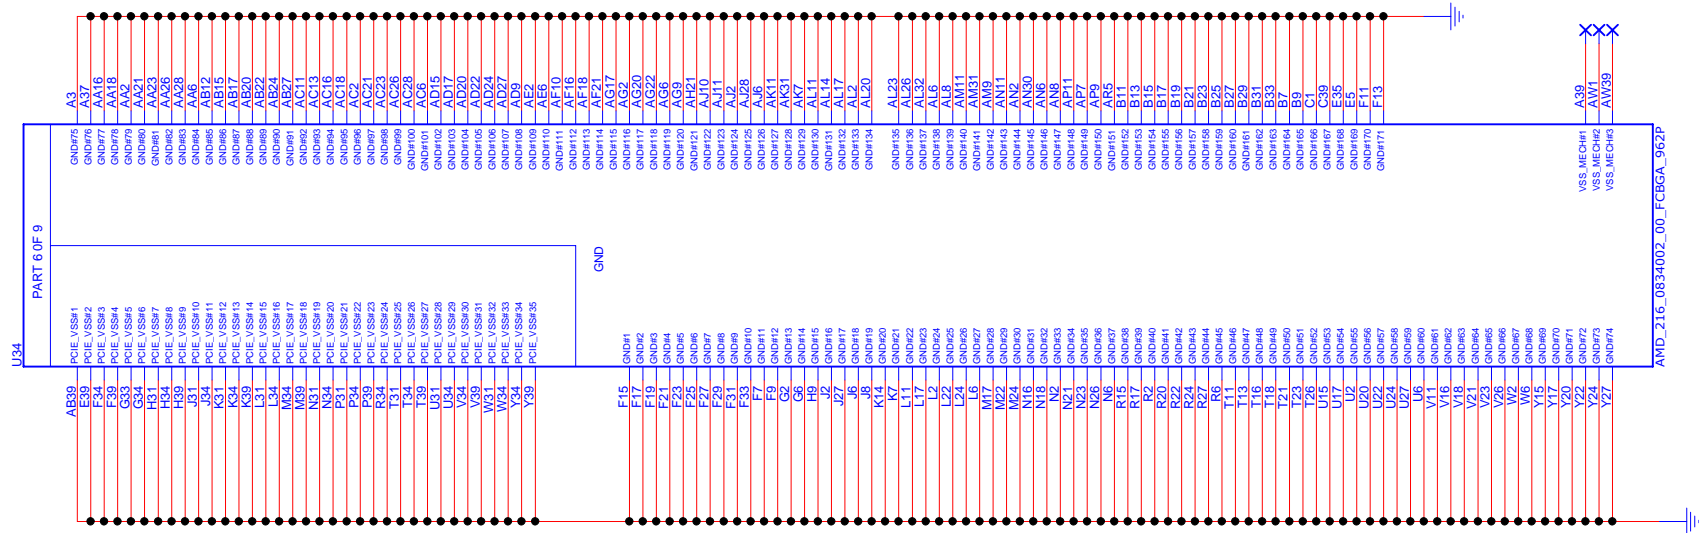 A3
A37
AA16
AA18
AA2
AA21
AA23
AA26
AA28
AA6
AB12
AB15
AB17
AB20
AB22
AB24
AB27
AC11
AC13
AC16
AC18
AC2
AC21
AC23
AC26
AC28
AC6
AD15
AD17
AD20
AD22
AD24
AD27
AD9
AE2
AE6
AF10
AF16
AF18
AF21
AG17
AG2
AG20
AG22
AG6
AG9
AH21
AJ10
AJ11
AJ2
AJ28
AJ6
AK11
AK31
AK7
AL11
AL14
AL17
AL2
AL20
AL23
AL26
AL32
AL6
AL8
AM11
AM31
AM9
AN11
AN2
AN30
AN6
AN8
AP11
AP7
AP9
AR5
B11
B13
B15
B17
B19
B21
B23
B25
B27
B29
B31
B33
B7
B9
C1
C39
E35
E5
F11
F13
A39
AW1
AW39
GND#75
GND#76
GND#77
GND#78
GND#79
GND#80
GND#81
GND#82
GND#83
GND#84
GND#85
GND#86
GND#87
GND#88
GND#89
GND#90
GND#91
GND#92
GND#93
GND#94
GND#95
GND#96
GND#97
GND#98
GND#99
GND#100
GND#101
GND#102
GND#103
GND#104
GND#105
GND#106
GND#107
GND#108
GND#109
GND#110
GND#111
GND#112
GND#113
GND#114
GND#115
GND#116
GND#117
GND#118
GND#119
GND#120
GND#121
GND#122
GND#123
GND#124
GND#125
GND#126
GND#127
GND#128
GND#129
GND#130
GND#131
GND#132
GND#133
GND#134
GND#135
GND#136
GND#137
GND#138
GND#139
GND#140
GND#141
GND#142
GND#143
GND#144
GND#145
GND#146
GND#147
GND#148
GND#149
GND#150
GND#151
GND#152
GND#153
GND#154
GND#155
GND#156
GND#157
GND#158
GND#159
GND#160
GND#161
GND#162
GND#163
GND#164
GND#165
GND#166
GND#167
GND#168
GND#169
GND#170
GND#171
VSS_MECH#1
VSS_MECH#2
VSS_MECH#3
U34
PART 6 0F 9
GND
AMD_216_0834002_00_FCBGA_962P
PCIE_VSS#1
PCIE_VSS#2
PCIE_VSS#3
PCIE_VSS#4
PCIE_VSS#5
PCIE_VSS#6
PCIE_VSS#7
PCIE_VSS#8
PCIE_VSS#9
PCIE_VSS#10
PCIE_VSS#11
PCIE_VSS#12
PCIE_VSS#13
PCIE_VSS#14
PCIE_VSS#15
PCIE_VSS#16
PCIE_VSS#17
PCIE_VSS#18
PCIE_VSS#19
PCIE_VSS#20
PCIE_VSS#21
PCIE_VSS#22
PCIE_VSS#23
PCIE_VSS#24
PCIE_VSS#25
PCIE_VSS#26
PCIE_VSS#27
PCIE_VSS#28
PCIE_VSS#29
PCIE_VSS#30
PCIE_VSS#31
PCIE_VSS#32
PCIE_VSS#33
PCIE_VSS#34
PCIE_VSS#35
GND#1
GND#2
GND#3
GND#4
GND#5
GND#6
GND#7
GND#8
GND#9
GND#10
GND#11
GND#12
GND#13
GND#14
GND#15
GND#16
GND#17
GND#18
GND#19
GND#20
GND#21
GND#22
GND#23
GND#24
GND#25
GND#26
GND#27
GND#28
GND#29
GND#30
GND#31
GND#32
GND#33
GND#34
GND#35
GND#36
GND#37
GND#38
GND#39
GND#40
GND#41
GND#42
GND#43
GND#44
GND#45
GND#46
GND#47
GND#48
GND#49
GND#50
GND#51
GND#52
GND#53
GND#54
GND#55
GND#56
GND#57
GND#58
GND#59
GND#60
GND#61
GND#62
GND#63
GND#64
GND#65
GND#66
GND#67
GND#68
GND#69
GND#70
GND#71
GND#72
GND#73
GND#74
AB39
E39
F34
F39
G33
G34
H31
H34
H39
J31
J34
K31
K34
K39
L31
L34
M34
M39
N31
N34
P31
P34
P39
R34
T31
T34
T39
U31
U34
V34
V39
W31
W34
Y34
Y39
F15
F17
F19
F21
F23
F25
F27
F29
F31
F33
F7
F9
G2
G6
H9
J2
J27
J6
J8
K14
K7
L11
L17
L2
L22
L24
L6
M17
M22
M24
N16
N18
N2
N21
N23
N26
N6
R15
R17
R2
R20
R22
R24
R27
R6
T11
T13
T16
T18
T21
T23
T26
U15
U17
U2
U20
U22
U24
U27
U6
V11
V16
V18
V21
V23
V26
W2
W6
Y15
Y17
Y20
Y22
Y24
Y27